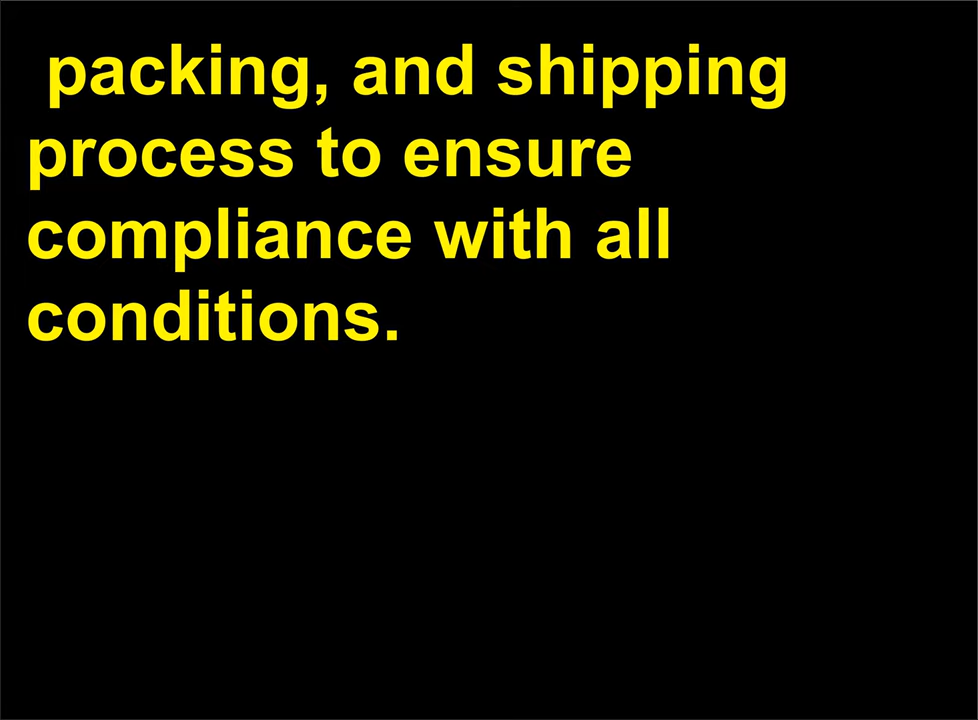 packing, and shipping
process to ensure
compliance with all
conditions.